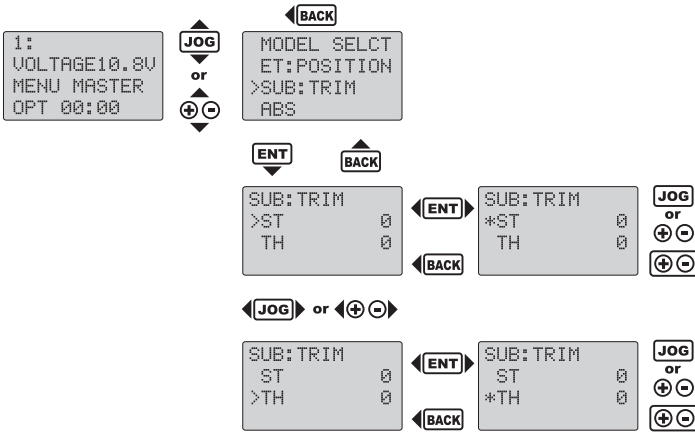 BACK
1:
VOLTAGE10.8V
MENU MASTER
OPT 00:00
JOG
or
⊕⊖
MODEL SELCT
ET:POSITION
>SUB:TRIM
ABS
ENT
BACK
SUB:TRIM
>ST 0
TH 0
ENT
BACK
SUB:TRIM
*ST 0
TH 0
JOG
or
⊕⊖
⊕⊖
JOG or ⊕⊖
SUB:TRIM
ST 0
>TH 0
ENT
BACK
SUB:TRIM
ST 0
*TH 0
JOG
or
⊕⊖
⊕⊖